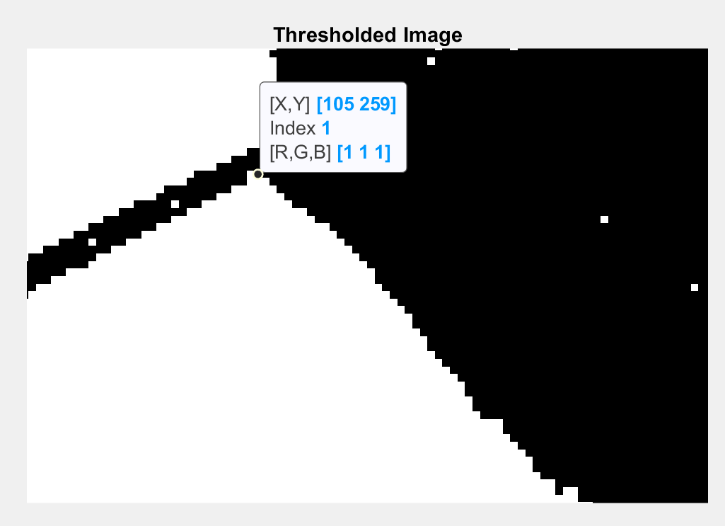 Thresholded Image
[X,Y] [105 259]
Index 1
[R,G,B] [1 1 1]